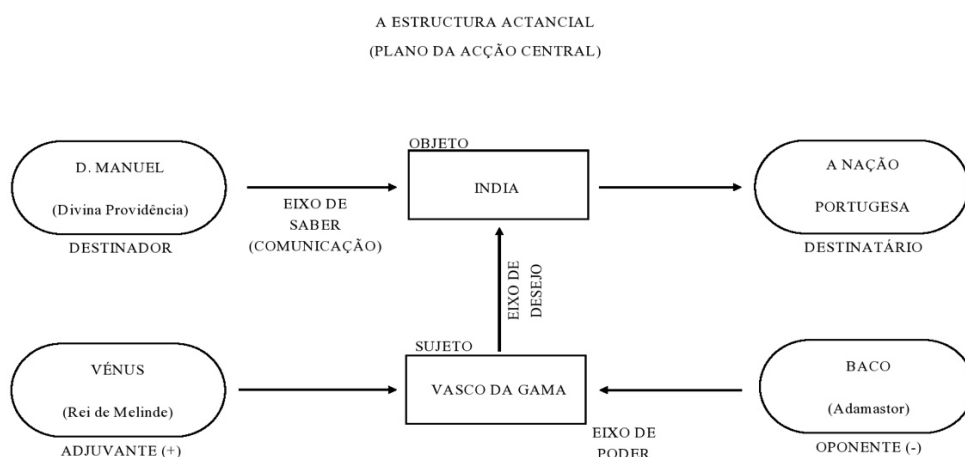 A ESTRUCTURA ACTANCIAL
(PLANO DA ACÇÃO CENTRAL)
OBJETO
D. MANUEL
(Divina Providência)
DESTINADOR
EIXO DE
SABER
(COMUNICAÇÃO)
INDIA
A NAÇÃO
PORTUGESA
DESTINATÁRIO
EIXO DE
DESEJO
SUJETO
VÉNUS
(Rei de Melinde)
ADJUVANTE (+)
VASCO DA GAMA
EIXO DE
PODER
BACO
(Adamastor)
OPONENTE (-)